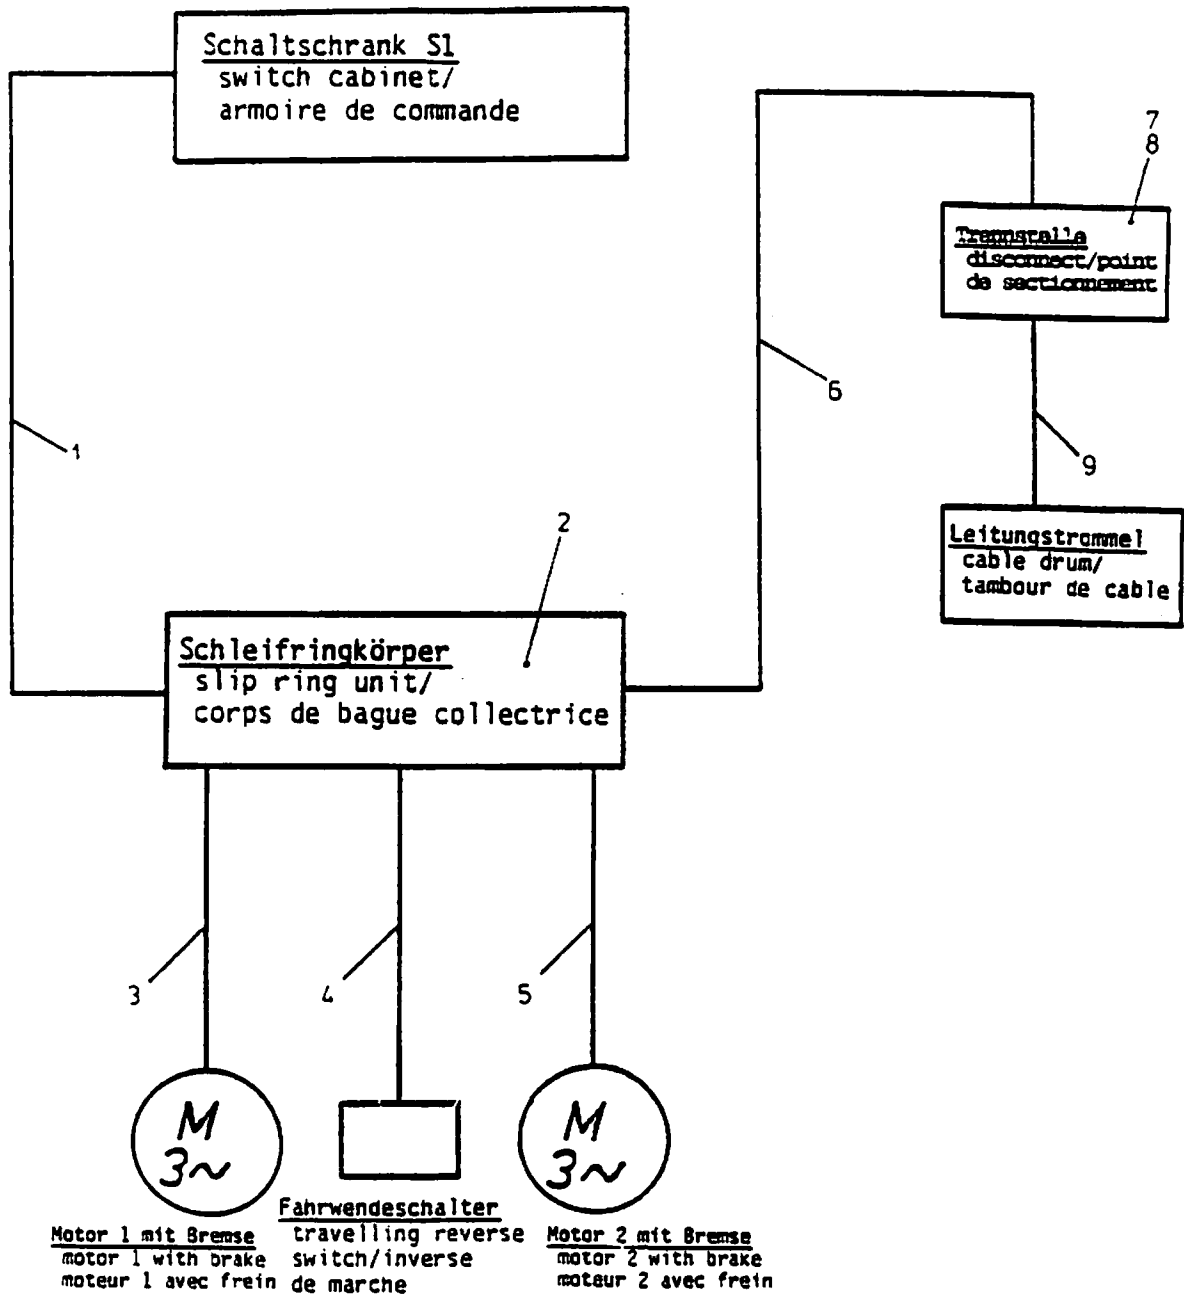 Schaltschrank S1
switch cabinet/
armoire de commande
7
8
Trennstelle
disconnect/point
de sectionnement
6
1
9
2
Leitungstrommel
cable drum/
tambour de cable
Schleifringkörper
slip ring unit/
corps de bague collectrice
3
4
5
M
3~
M
3~
Motor 1 mit Bremse
motor 1 with brake
moteur 1 avec frein
Fahrwendeschalter
travelling reverse
switch/inverse
de marche
Motor 2 mit Bremse
motor 2 with brake
moteur 2 avec frein